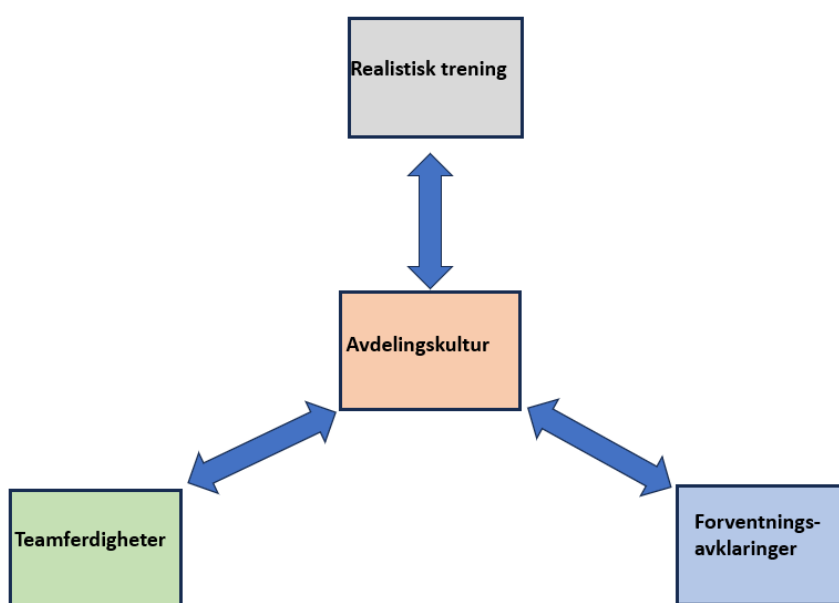 Realistisk trening
Avdelingskultur
Teamferdigheter
Forventnings-
avklaringer